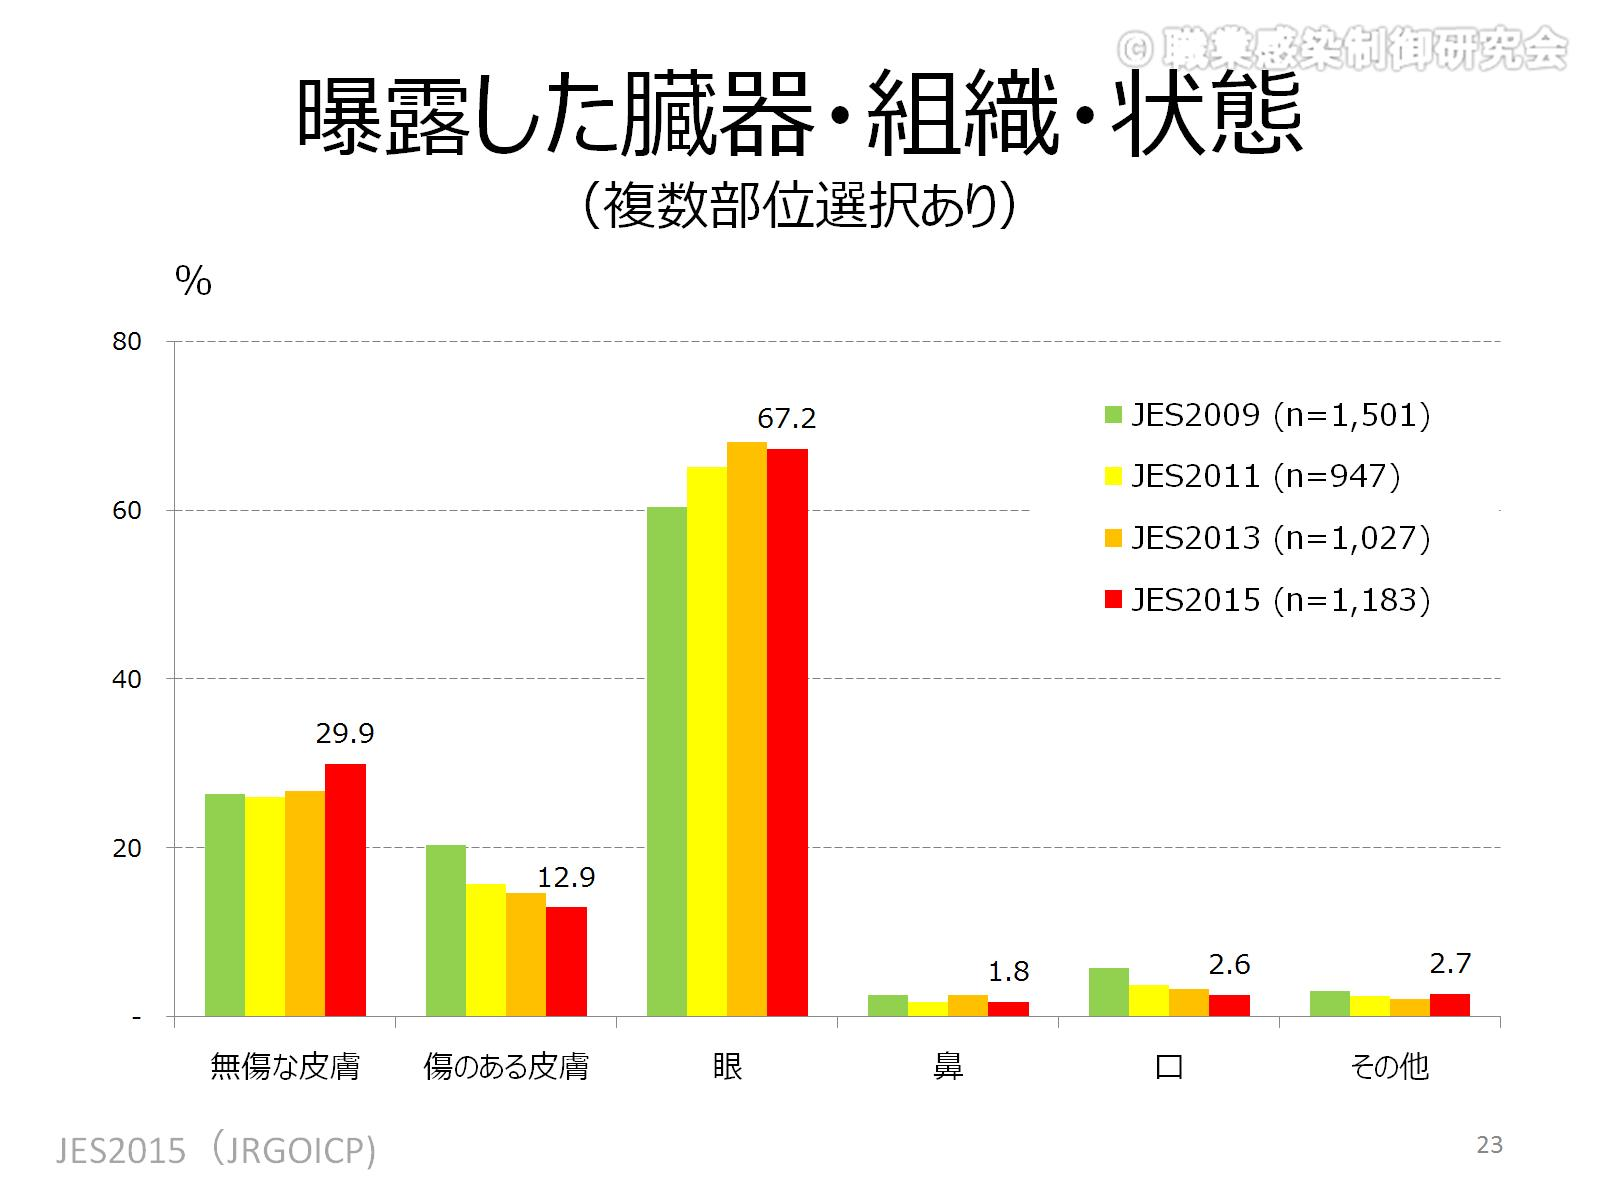 © 職業感染制御研究会
曝露した臓器・組織・状態
（複数部位選択あり）
%
80
60
40
20
-
67.2
29.9
12.9
1.8
2.6
2.7
JES2009 (n=1,501)
JES2011 (n=947)
JES2013 (n=1,027)
JES2015 (n=1,183)
無傷な皮膚
傷のある皮膚
眼
鼻
口
その他
JES2015（JRGOICP)
23